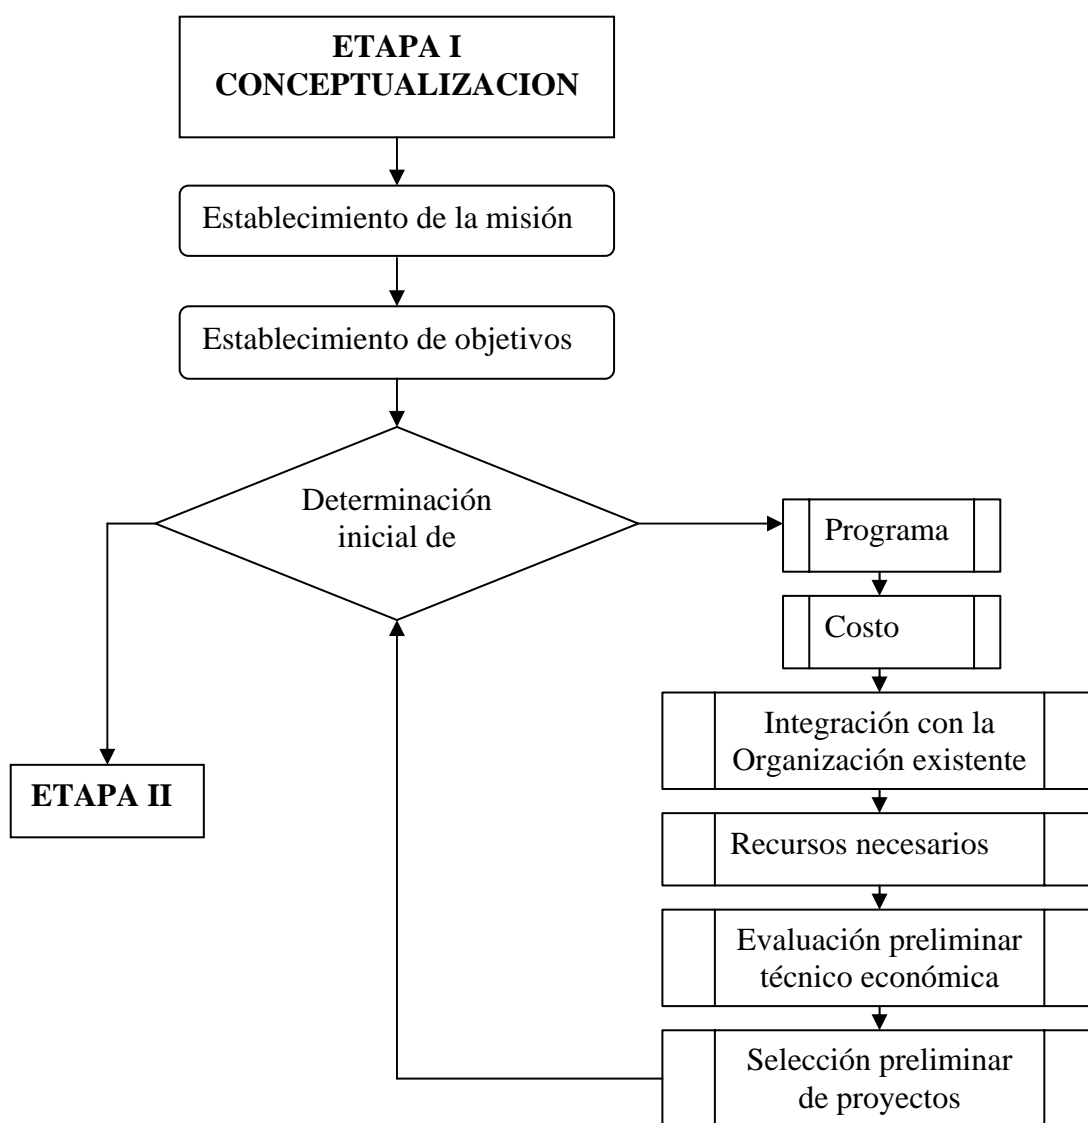 ETAPA I
CONCEPTUALIZACION
Establecimiento de la misión
Establecimiento de objetivos
Determinación
inicial de
Programa
Costo
Integración con la
Organización existente
ETAPA II
Recursos necesarios
Evaluación preliminar
técnico económica
Selección preliminar
de proyectos